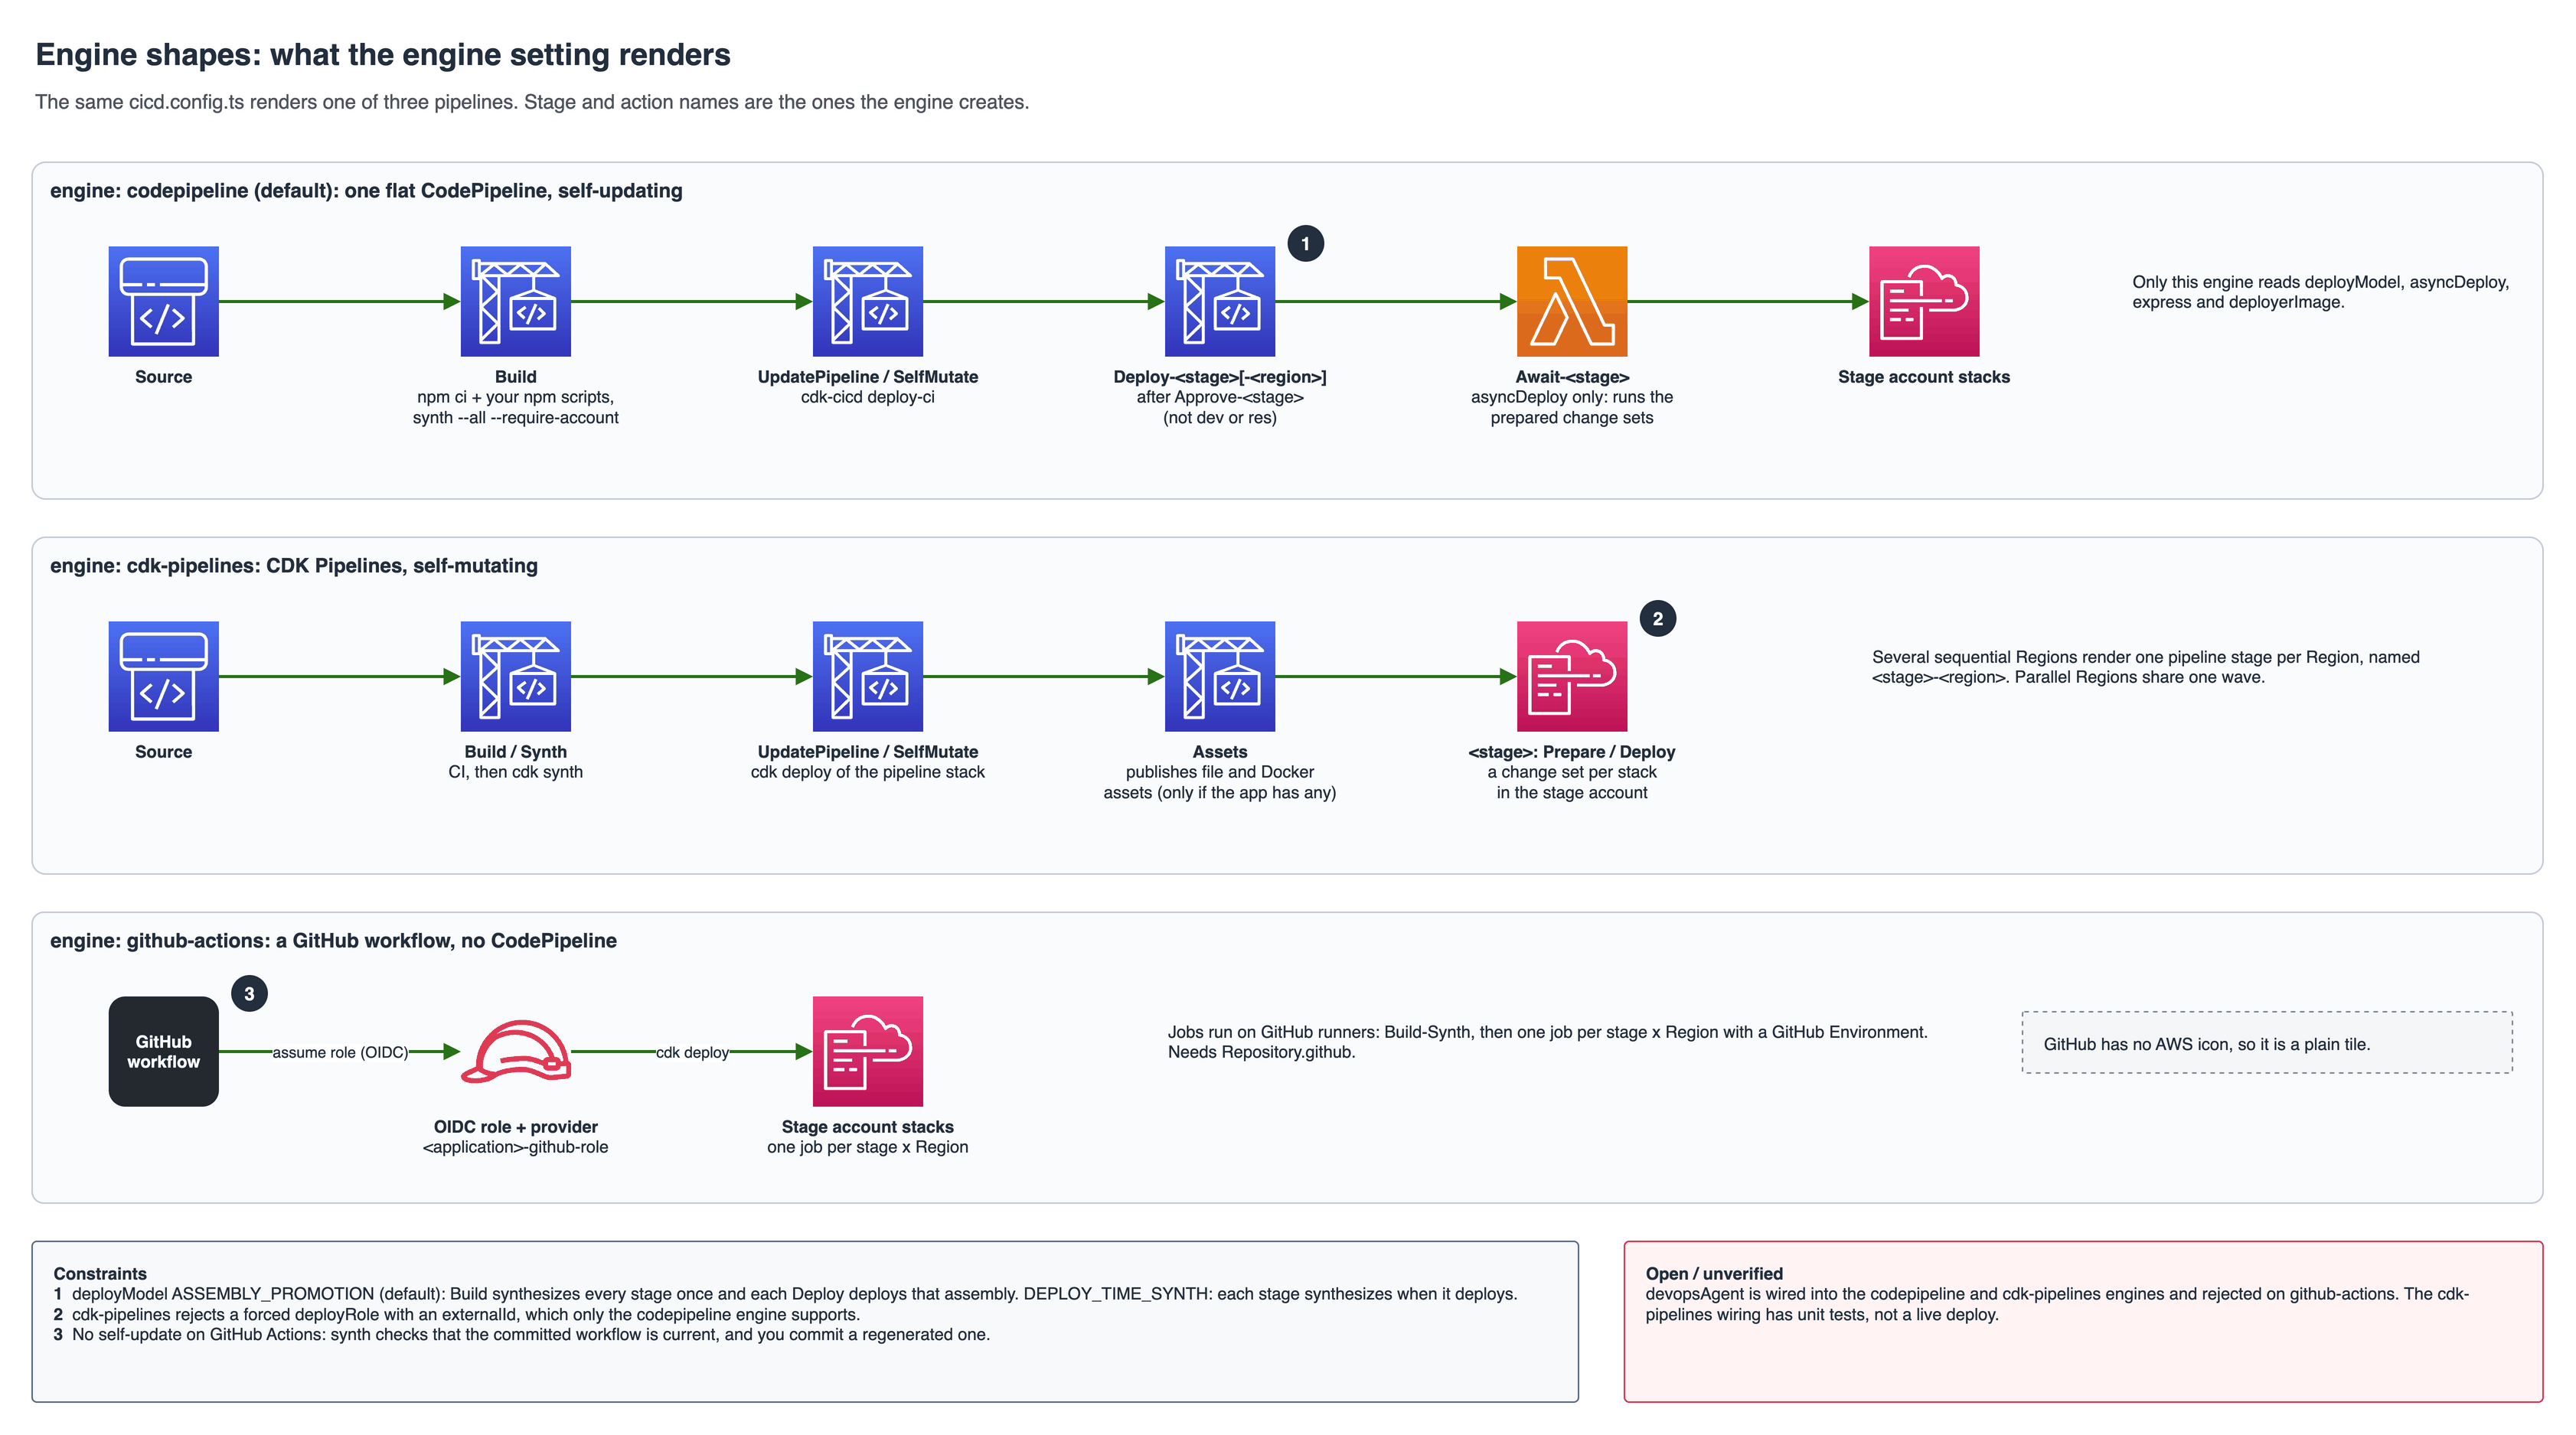 Engine shapes: what the engine setting renders
The same cicd.config.ts renders one of three pipelines. Stage and action names are the ones the engine creates.
engine: codepipeline (default): one flat CodePipeline, self-updating
1
Only this engine reads deployModel, asyncDeploy,
express and deployerImage.
Source
Build
npm ci + your npm scripts,
synth --all --require-account
UpdatePipeline / SelfMutate
cdk-cicd deploy-ci
Deploy-<stage>[-<region>]
after Approve-<stage>
(not dev or res)
Await-<stage>
asyncDeploy only: runs the
prepared change sets
Stage account stacks
engine: cdk-pipelines: CDK Pipelines, self-mutating
2
Several sequential Regions render one pipeline stage per Region, named
<stage>-<region>. Parallel Regions share one wave.
Source
Build / Synth
CI, then cdk synth
UpdatePipeline / SelfMutate
cdk deploy of the pipeline stack
Assets
publishes file and Docker
assets (only if the app has any)
<stage>: Prepare / Deploy
a change set per stack
in the stage account
engine: github-actions: a GitHub workflow, no CodePipeline
3
GitHub
workflow
assume role (OIDC)
cdk deploy
Jobs run on GitHub runners: Build-Synth, then one job per stage x Region with a GitHub Environment.
Needs Repository.github.
GitHub has no AWS icon, so it is a plain tile.
OIDC role + provider
<application>-github-role
Stage account stacks
one job per stage x Region
Constraints
1 deployModel ASSEMBLY_PROMOTION (default): Build synthesizes every stage once and each Deploy deploys that assembly. DEPLOY_TIME_SYNTH: each stage synthesizes when it deploys.
2 cdk-pipelines rejects a forced deployRole with an externalId, which only the codepipeline engine supports.
3 No self-update on GitHub Actions: synth checks that the committed workflow is current, and you commit a regenerated one.
Open / unverified
devopsAgent is wired into the codepipeline and cdk-pipelines engines and rejected on github-actions. The cdk-
pipelines wiring has unit tests, not a live deploy.